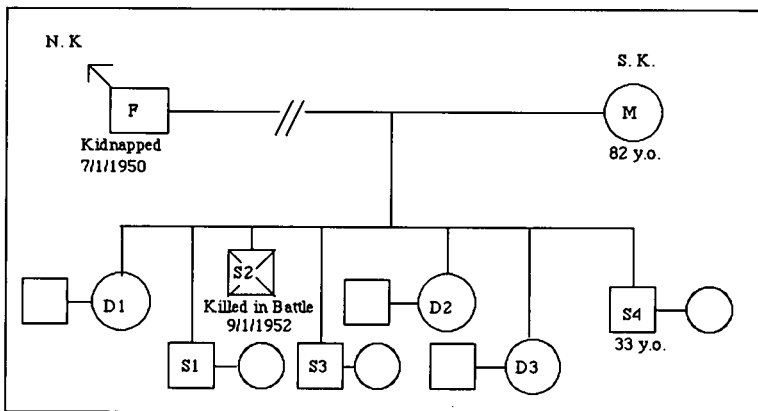 N. K
S. K.
F
M
Kidnapped
7/1/1950
82 y.o.
S2
D1
D2
Killed in Battle
9/1/1952
S4
33 y.o.
S1
S3
D3